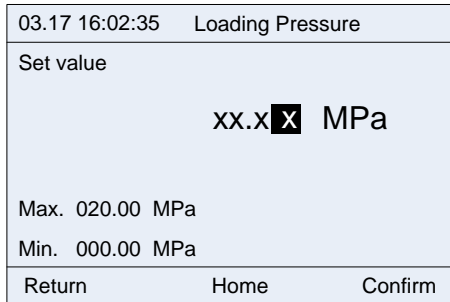 03.17 16:02:35 Loading Pressure
Set value
xx.xx MPa
Max. 020.00 MPa
Min. 000.00 MPa
Return Home Confirm